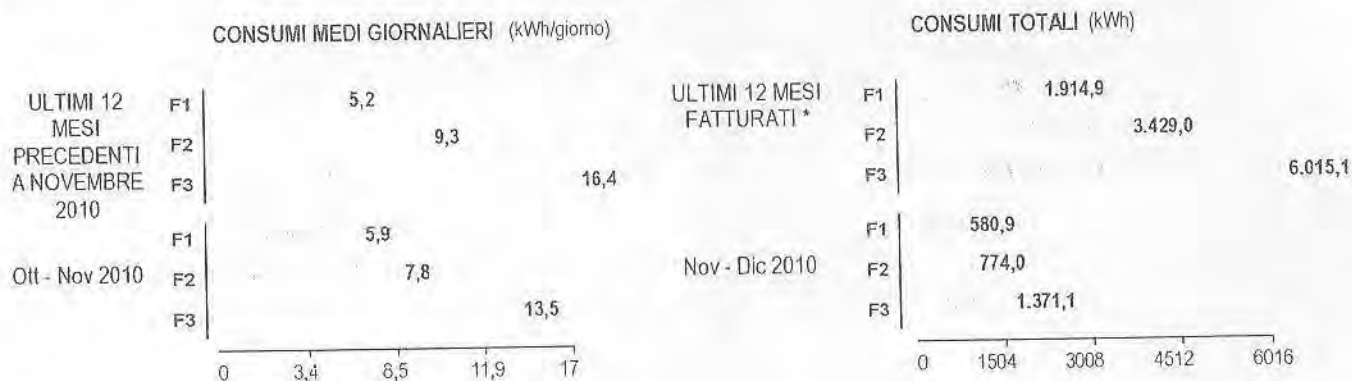 CONSUMI MEDI GIORNALIERI (kWh/giorno)
ULTIMI 12
MESI
PRECEDENTI
A NOVEMBRE
2010
F1 5,2
F2 9,3
F3 16,4
Ott - Nov 2010
F1 5,9
F2 7,8
F3 13,5
0 3,4 6,5 11,9 17
CONSUMI TOTALI (kWh)
ULTIMI 12 MESI
FATTURATI *
F1 1.914,9
F2 3.429,0
F3 6.015,1
Nov - Dic 2010
F1 580,9
F2 774,0
F3 1.371,1
0 1504 3008 4512 6016